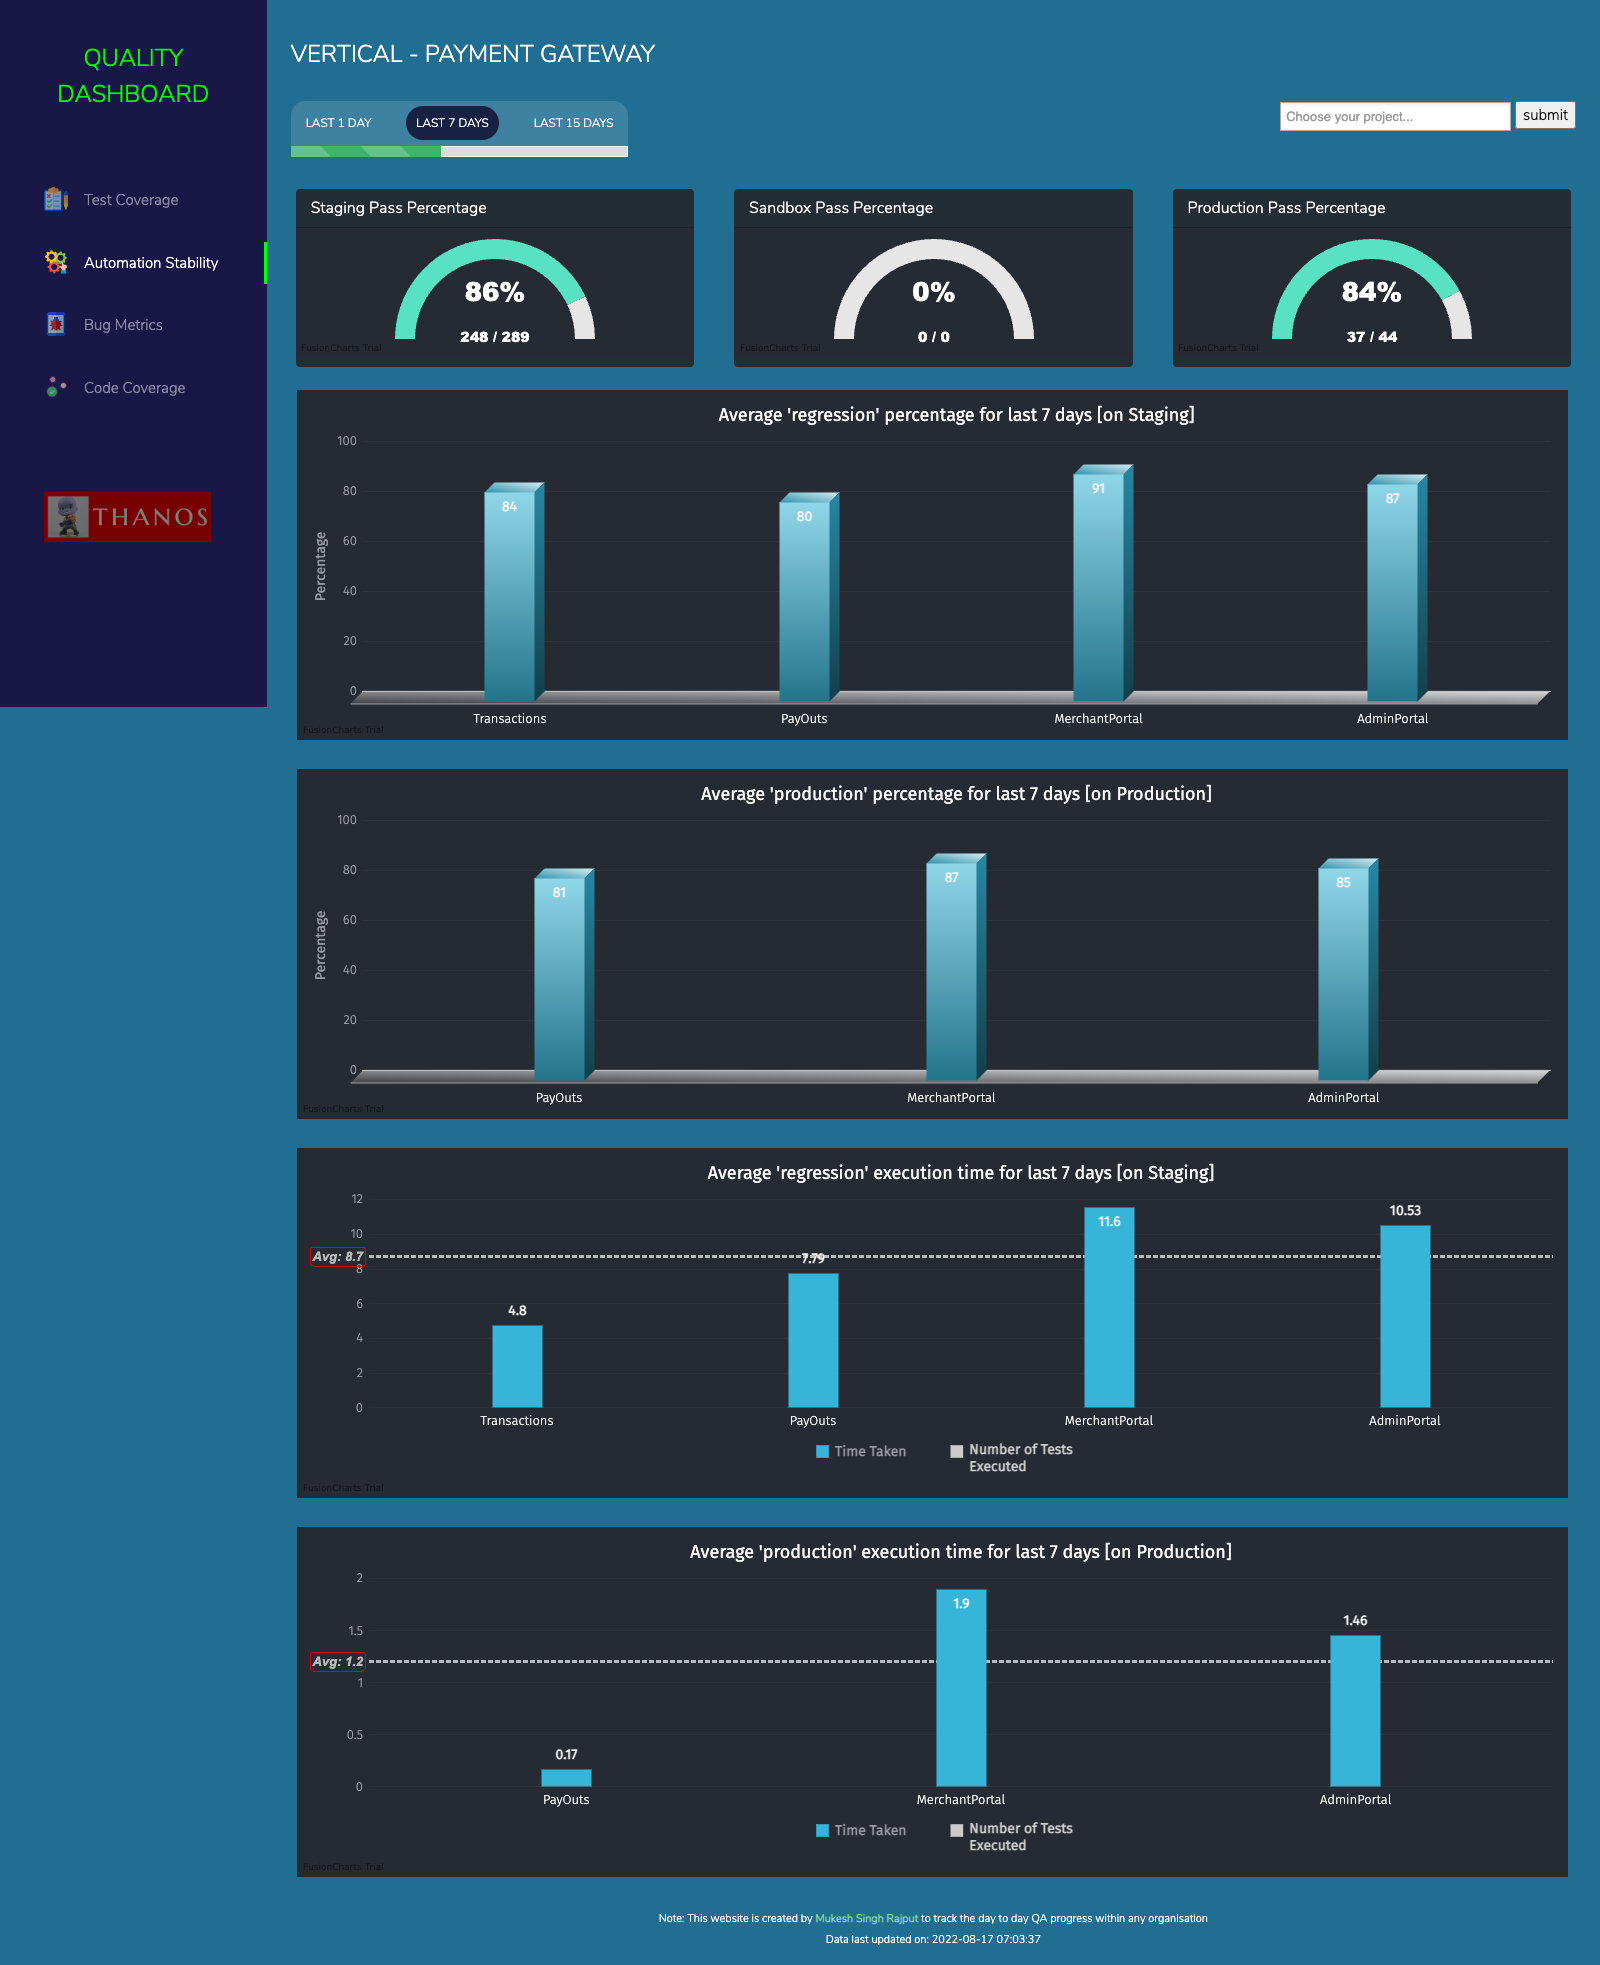 QUALITY
DASHBOARD
Test Coverage
Automation Stability
Bug Metrics
Code Coverage
THANOS
VERTICAL - PAYMENT GATEWAY
LAST 1 DAY
LAST 7 DAYS
LAST 15 DAYS
Choose your project...
submit
Staging Pass Percentage
86%
248 / 289
FusionCharts Trial
Sandbox Pass Percentage
0%
0 / 0
FusionCharts Trial
Production Pass Percentage
84%
37 / 44
FusionCharts Trial
Average 'regression' percentage for last 7 days [on Staging]
Percentage
100
80
60
40
20
0
84
80
91
87
Transactions
PayOuts
MerchantPortal
AdminPortal
FusionCharts Trial
Average 'production' percentage for last 7 days [on Production]
Percentage
100
80
60
40
20
0
81
87
85
PayOuts
MerchantPortal
AdminPortal
FusionCharts Trial
Average 'regression' execution time for last 7 days [on Staging]
12
10
Avg: 8.7
8
6
4
2
0
4.8
7.79
11.6
10.53
Transactions
PayOuts
MerchantPortal
AdminPortal
Time Taken
Number of Tests
Executed
FusionCharts Trial
Average 'production' execution time for last 7 days [on Production]
2
1.5
Avg: 1.2
1
0.5
0
0.17
1.9
1.46
PayOuts
MerchantPortal
AdminPortal
Time Taken
Number of Tests
Executed
FusionCharts Trial
Note: This website is created by Mukesh Singh Rajput to track the day to day QA progress within any organisation
Data last updated on: 2022-08-17 07:03:37